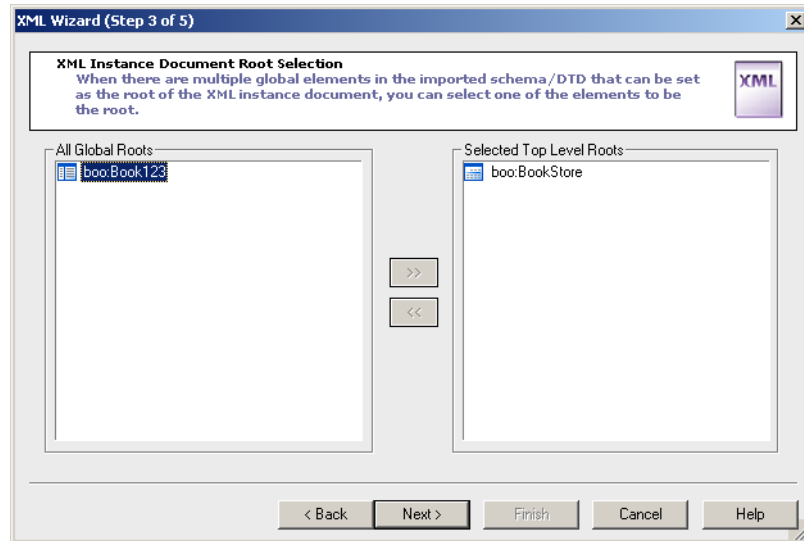 XML Wizard (Step 3 of 5)
XML Instance Document Root Selection
When there are multiple global elements in the imported schema/DTD that can be set
as the root of the XML instance document, you can select one of the elements to be
the root.
XML
All Global Roots
boo:Book123
Selected Top Level Roots
boo:BookStore
>>
<<
< Back
Next >
Finish
Cancel
Help